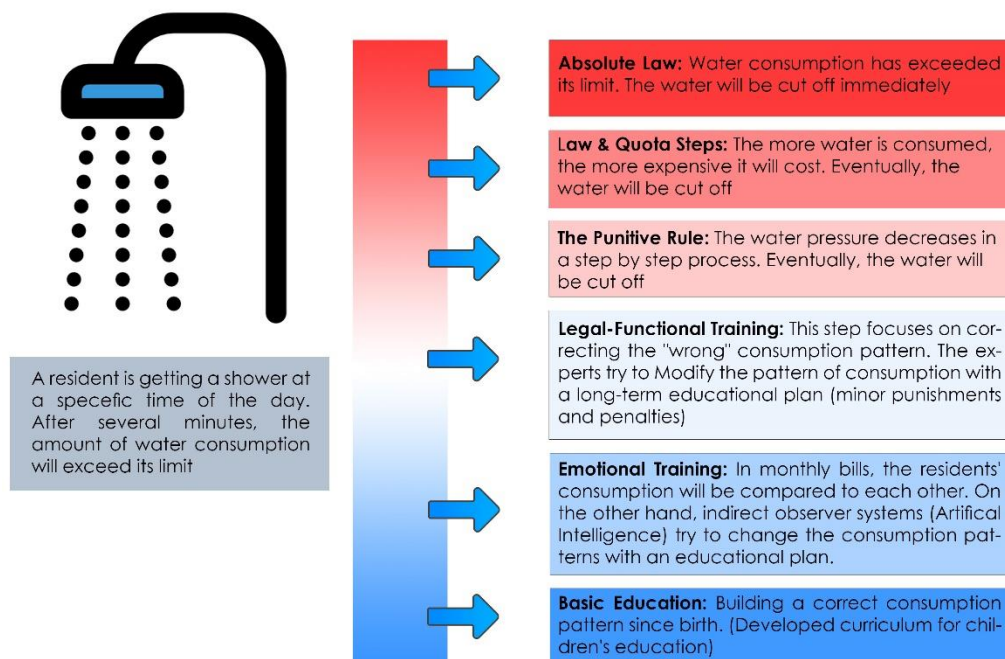 A resident is getting a shower at
a specefic time of the day.
After several minutes, the
amount of water consumption
will exceed its limit
Absolute Law: Water consumption has exceeded
its limit. The water will be cut off immediately
Law & Quota Steps: The more water is consumed,
the more expensive it will cost. Eventually, the
water will be cut off
The Punitive Rule: The water pressure decreases in
a step by step process. Eventually, the water will
be cut off
Legal-Functional Training: This step focuses on cor-
recting the "wrong" consumption pattern. The ex-
perts try to Modify the pattern of consumption with
a long-term educational plan (minor punishments
and penalties)
Emotional Training: In monthly bills, the residents'
consumption will be compared to each other. On
the other hand, indirect observer systems (Artifical
Intelligence) try to change the consumption pat-
terns with an educational plan.
Basic Education: Building a correct consumption
pattern since birth. (Developed curriculum for chil-
dren's education)